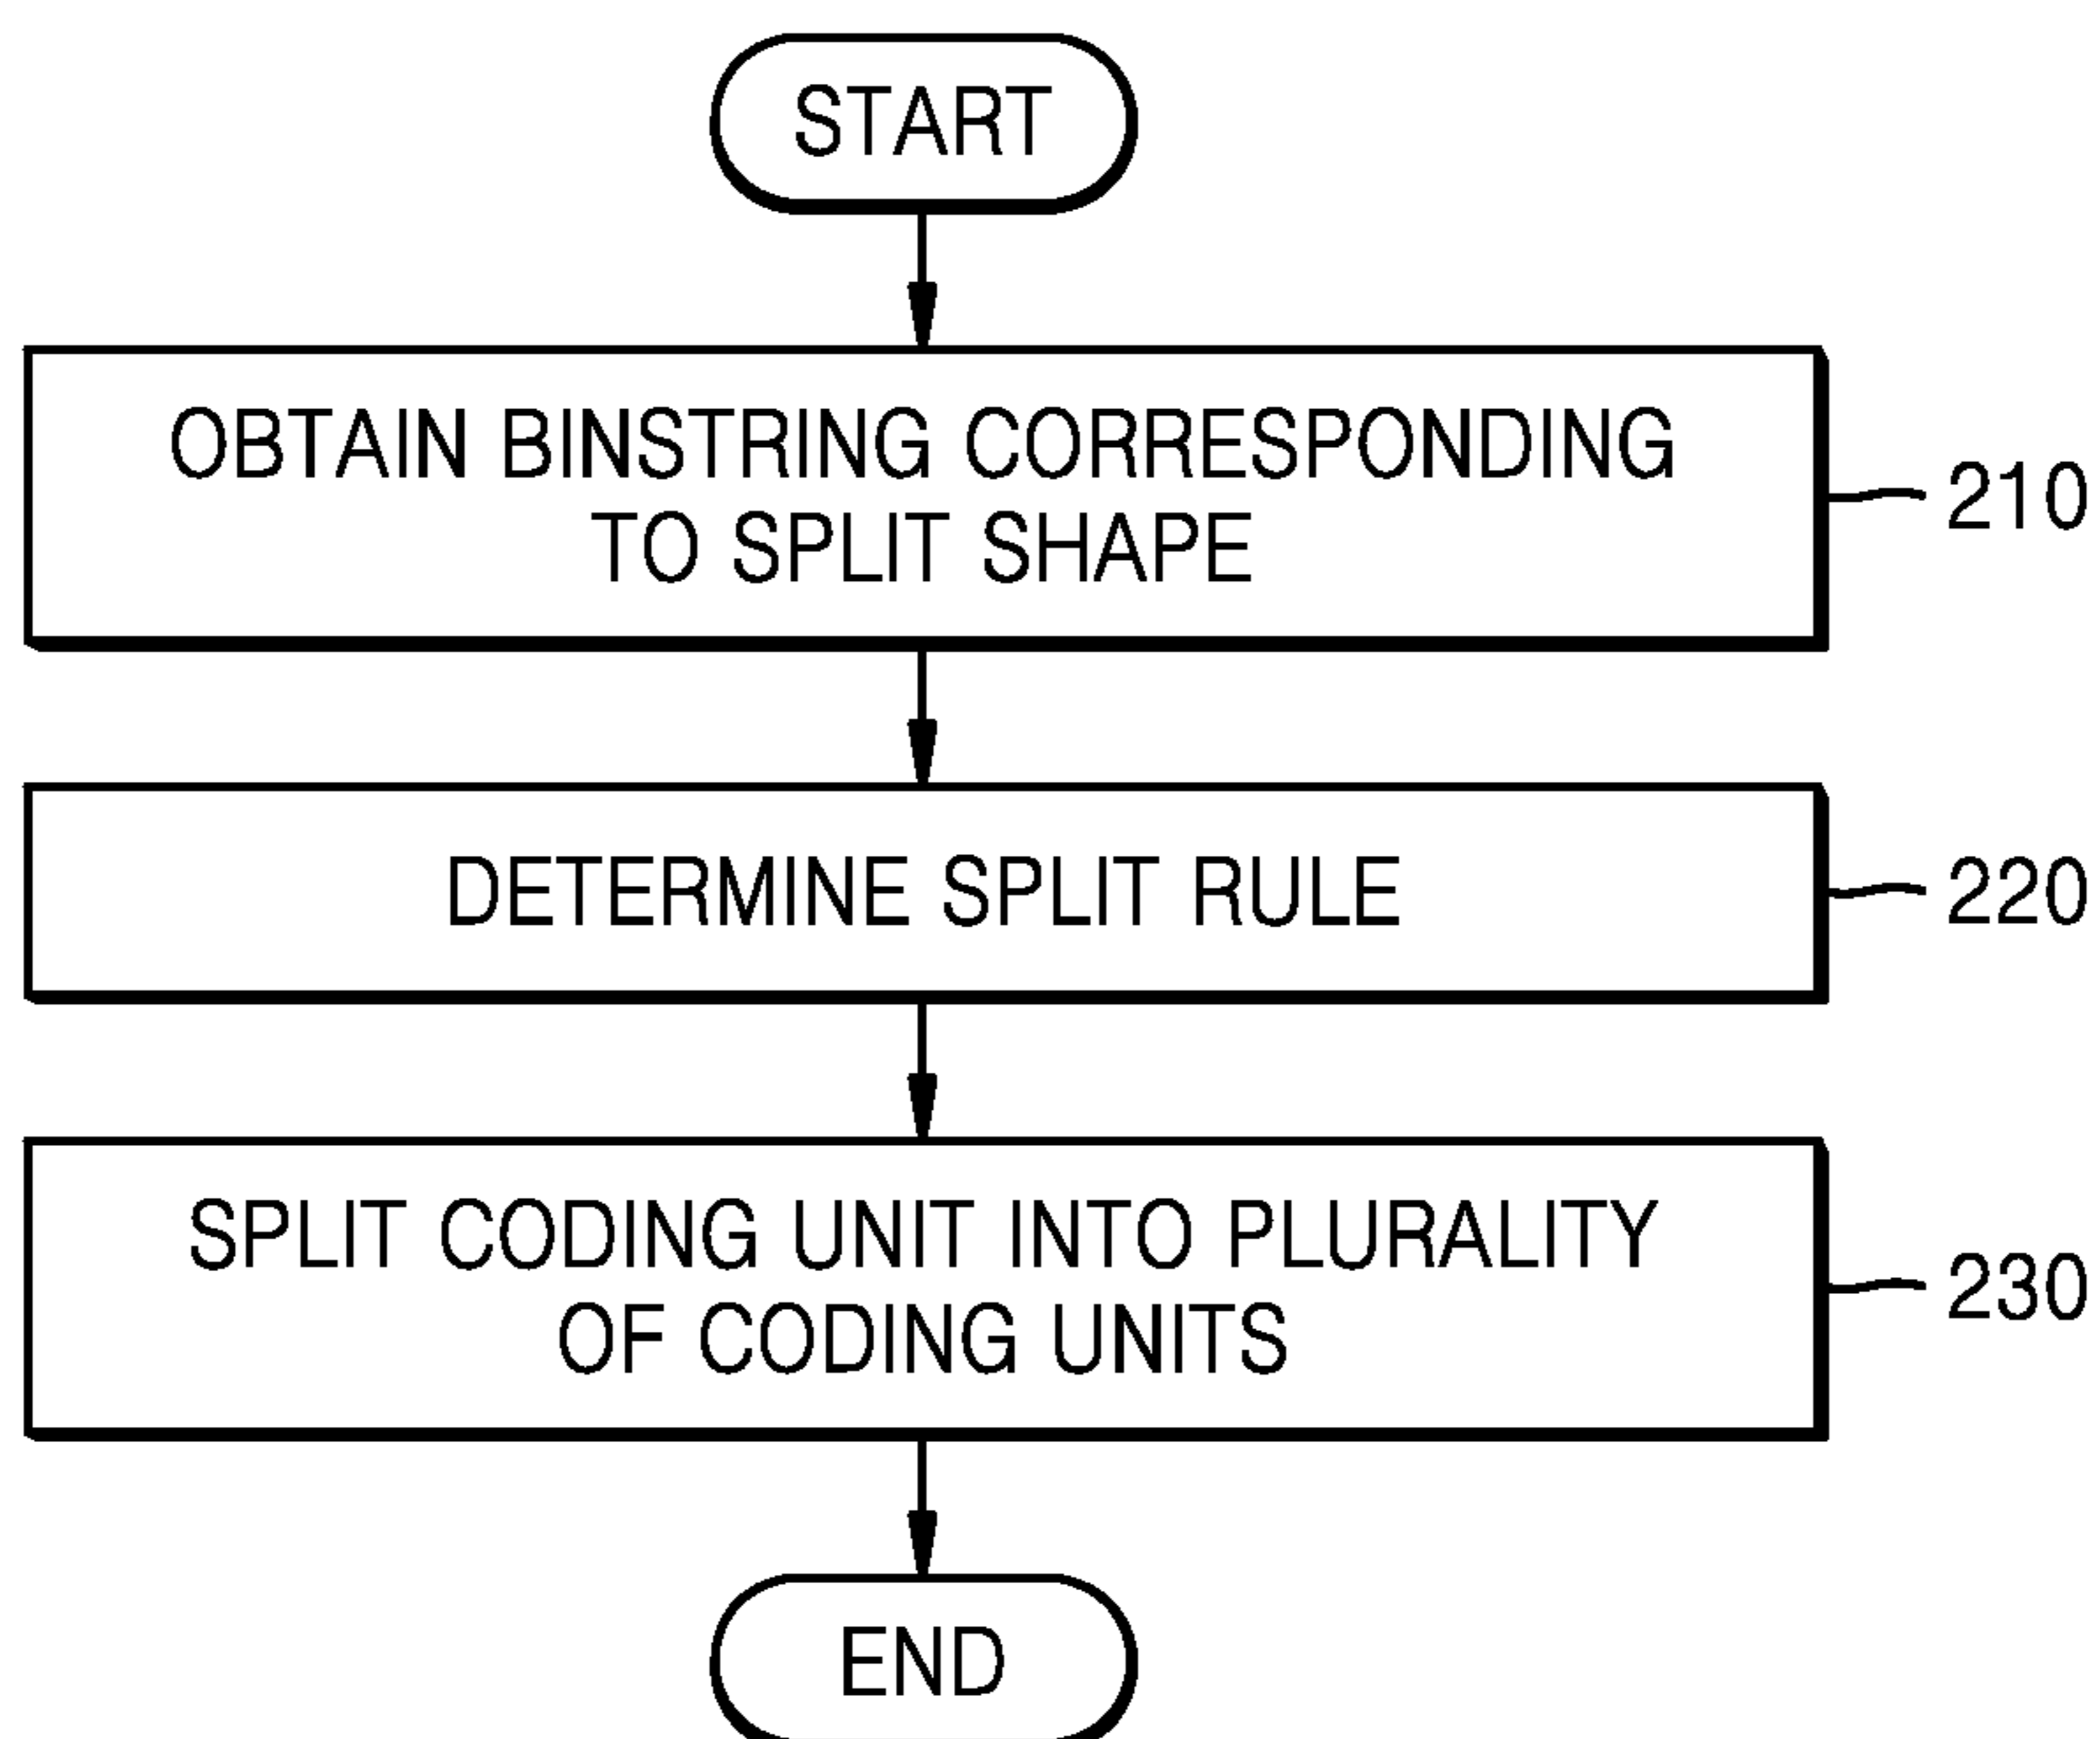 START
OBTAIN BINSTRING CORRESPONDING
TO SPLIT SHAPE
210
DETERMINE SPLIT RULE
220
SPLIT CODING UNIT INTO PLURALITY
OF CODING UNITS
230
END